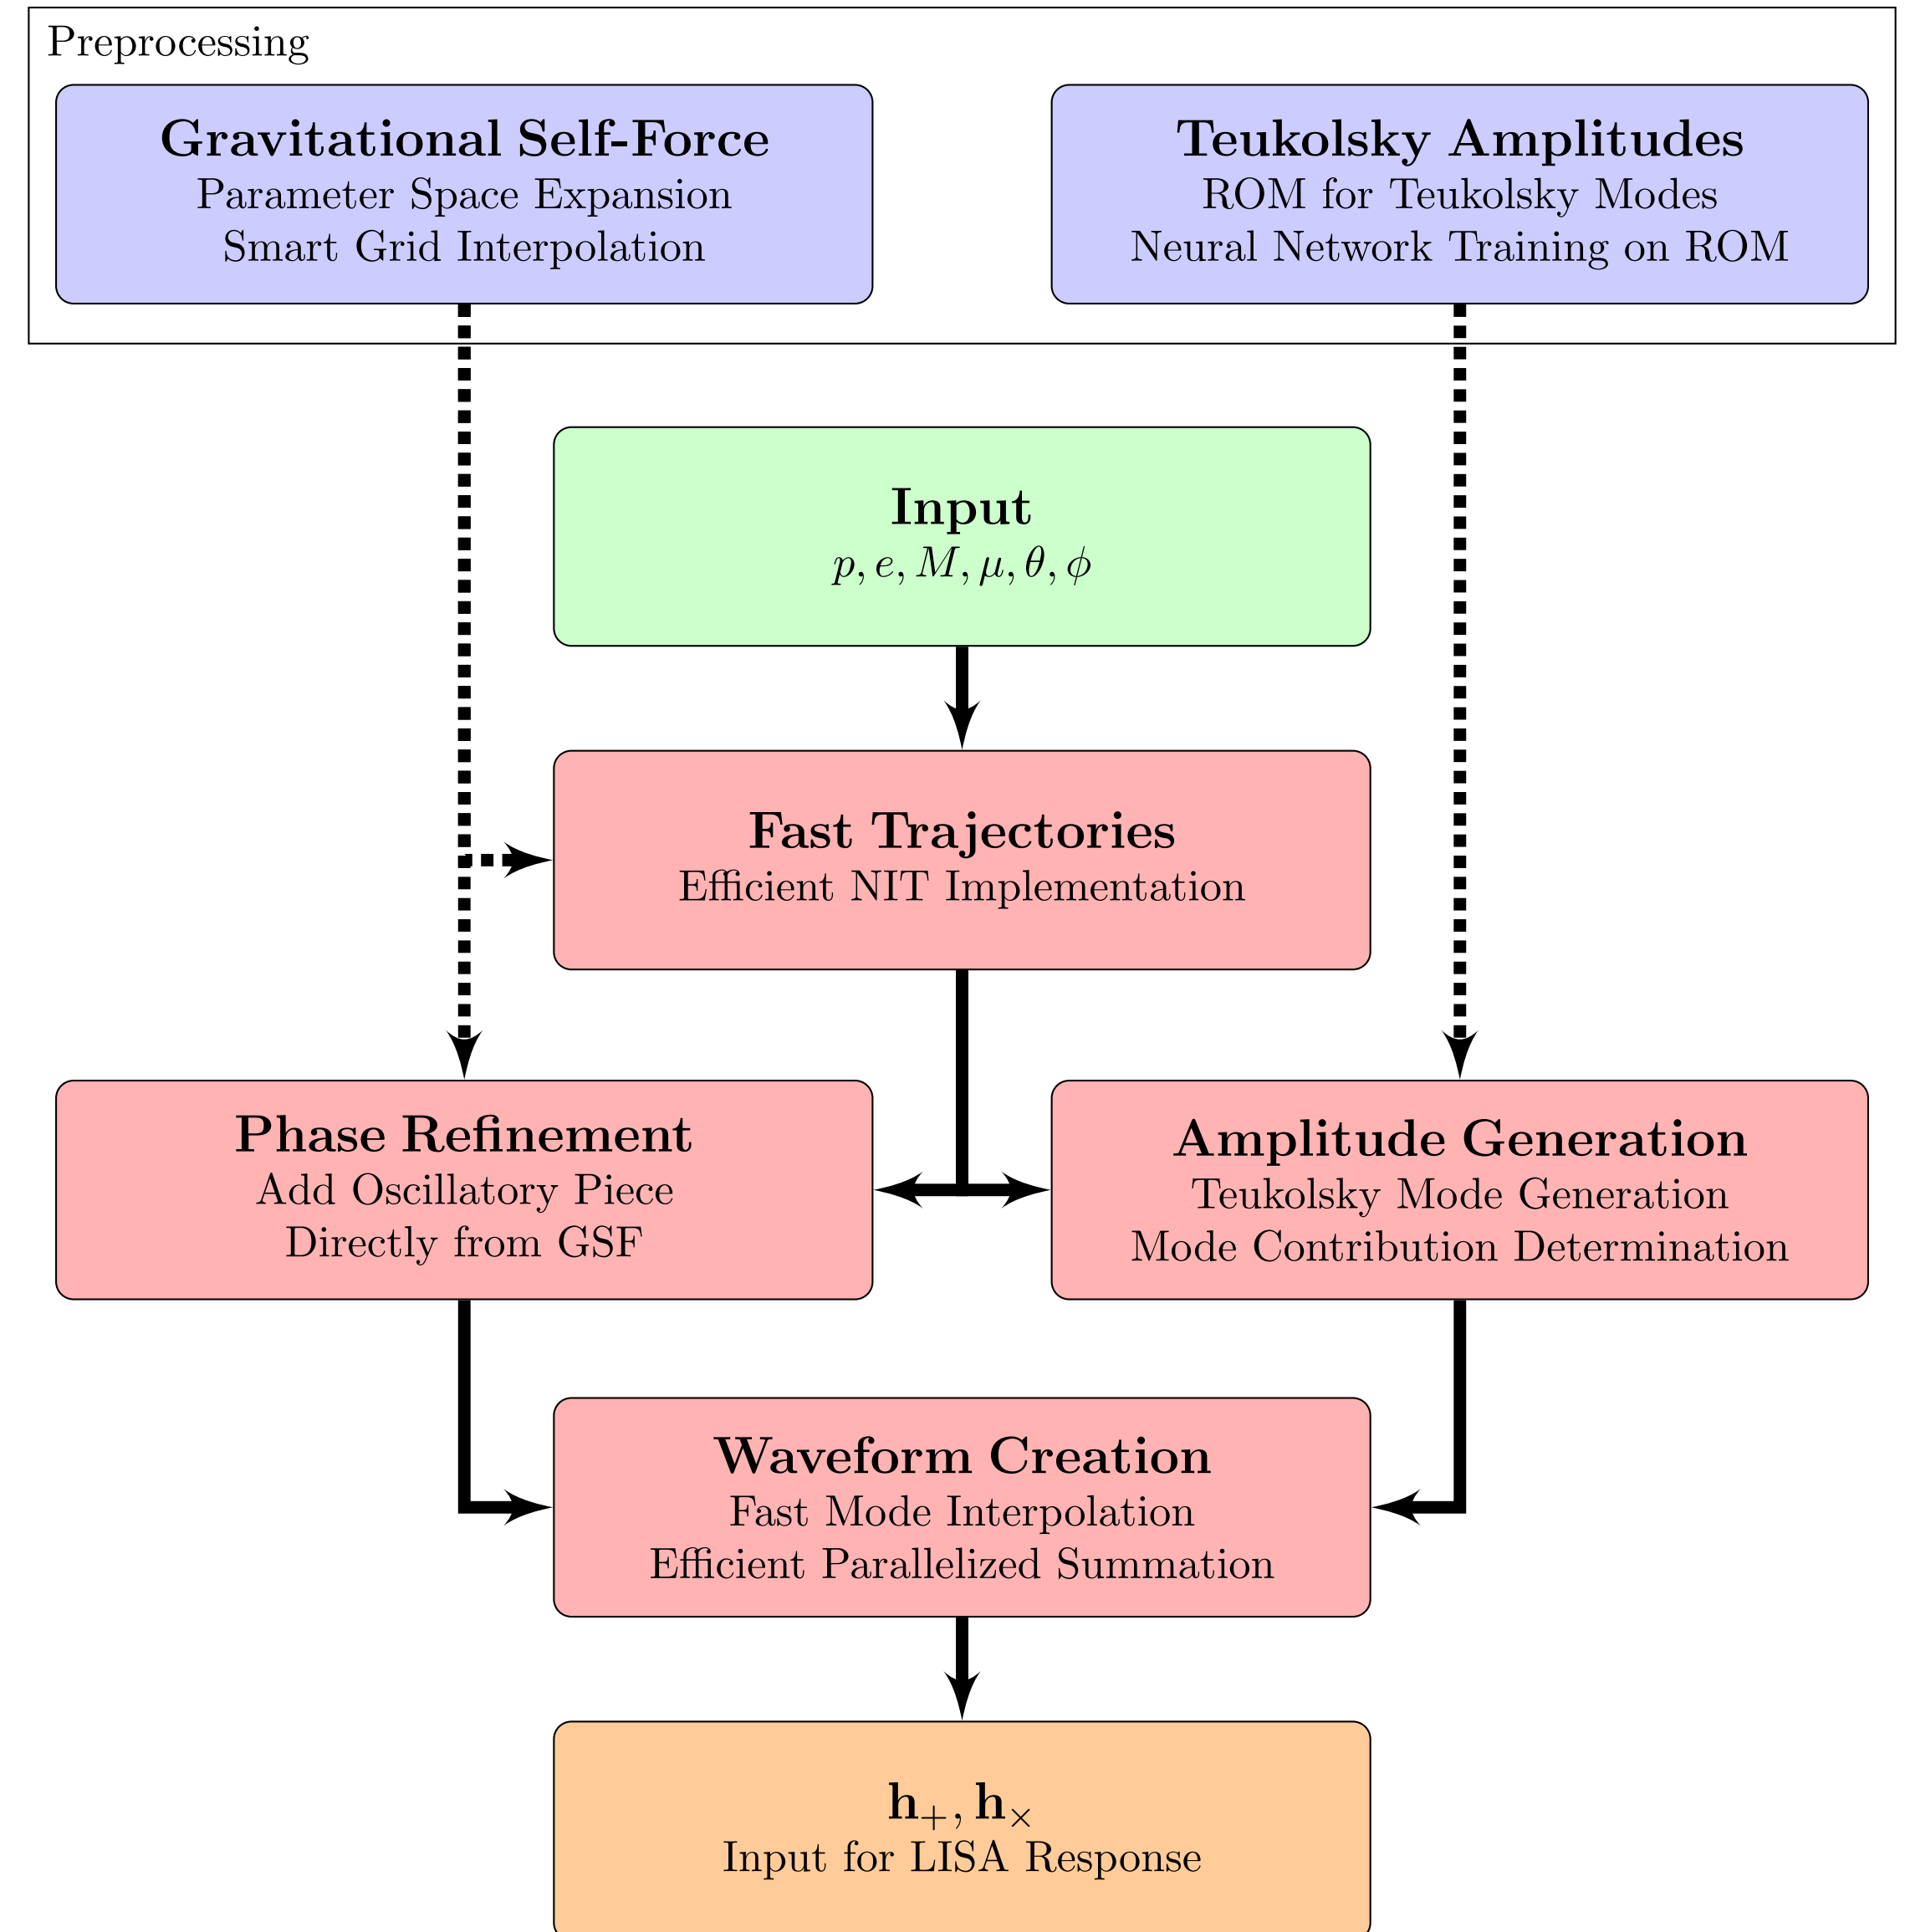 Preprocessing
Gravitational Self-Force
Parameter Space Expansion
Smart Grid Interpolation
Teukolsky Amplitudes
ROM for Teukolsky Modes
Neural Network Training on ROM
Input
p, e, M, μ, θ, ϕ
Fast Trajectories
Efficient NIT Implementation
Phase Refinement
Add Oscillatory Piece
Directly from GSF
Amplitude Generation
Teukolsky Mode Generation
Mode Contribution Determination
Waveform Creation
Fast Mode Interpolation
Efficient Parallelized Summation
h₊, h×
Input for LISA Response